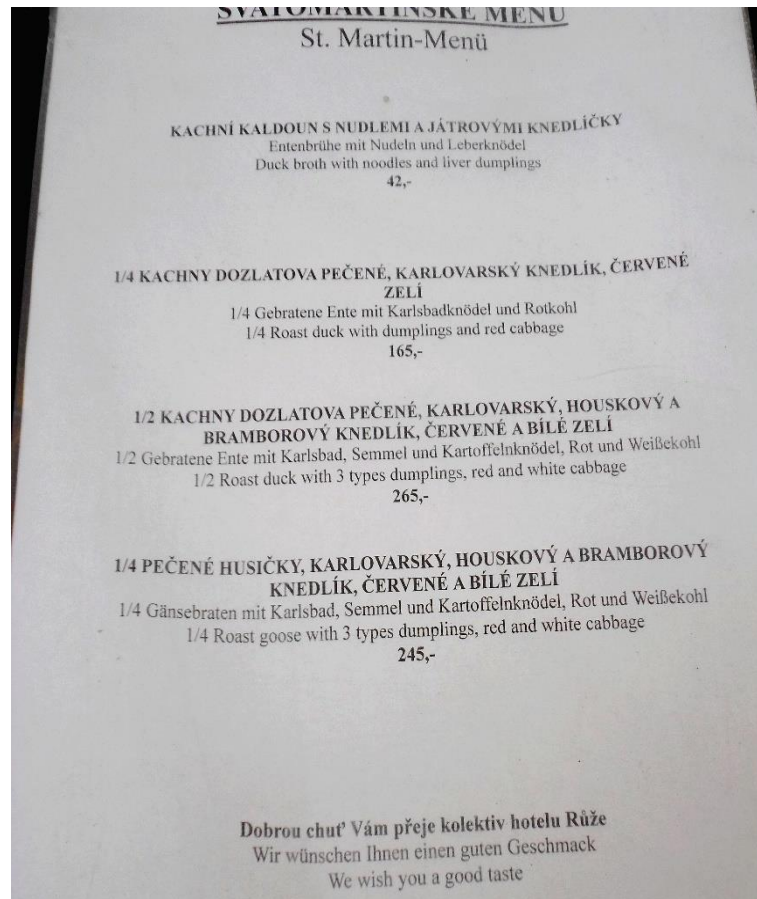 SVATOMARTINSKÉ MENU
St. Martin-Menü
KACHNÍ KALDOUN S NUDLEMI A JÁTROVÝMI KNEDLÍČKY
Entenbrühe mit Nudeln und Leberknödel
Duck broth with noodles and liver dumplings
42,-
1/4 KACHNY DOZLATOVA PEČENÉ, KARLOVARSKÝ KNEDLÍK, ČERVENÉ
ZELÍ
1/4 Gebratene Ente mit Karlsbadknödel und Rotkohl
1/4 Roast duck with dumplings and red cabbage
165,-
1/2 KACHNY DOZLATOVA PEČENÉ, KARLOVARSKÝ, HOUSKOVÝ A
BRAMBOROVÝ KNEDLÍK, ČERVENÉ A BÍLÉ ZELÍ
1/2 Gebratene Ente mit Karlsbad, Semmel und Kartoffelnknödel, Rot und Weißekohl
1/2 Roast duck with 3 types dumplings, red and white cabbage
265,-
1/4 PEČENÉ HUSIČKY, KARLOVARSKÝ, HOUSKOVÝ A BRAMBOROVÝ
KNEDLÍK, ČERVENÉ A BÍLÉ ZELÍ
1/4 Gänsebraten mit Karlsbad, Semmel und Kartoffelnknödel, Rot und Weißekohl
1/4 Roast goose with 3 types dumplings, red and white cabbage
245,-
Dobrou chuť Vám přeje kolektiv hotelu Růže
Wir wünschen Ihnen einen guten Geschmack
We wish you a good taste